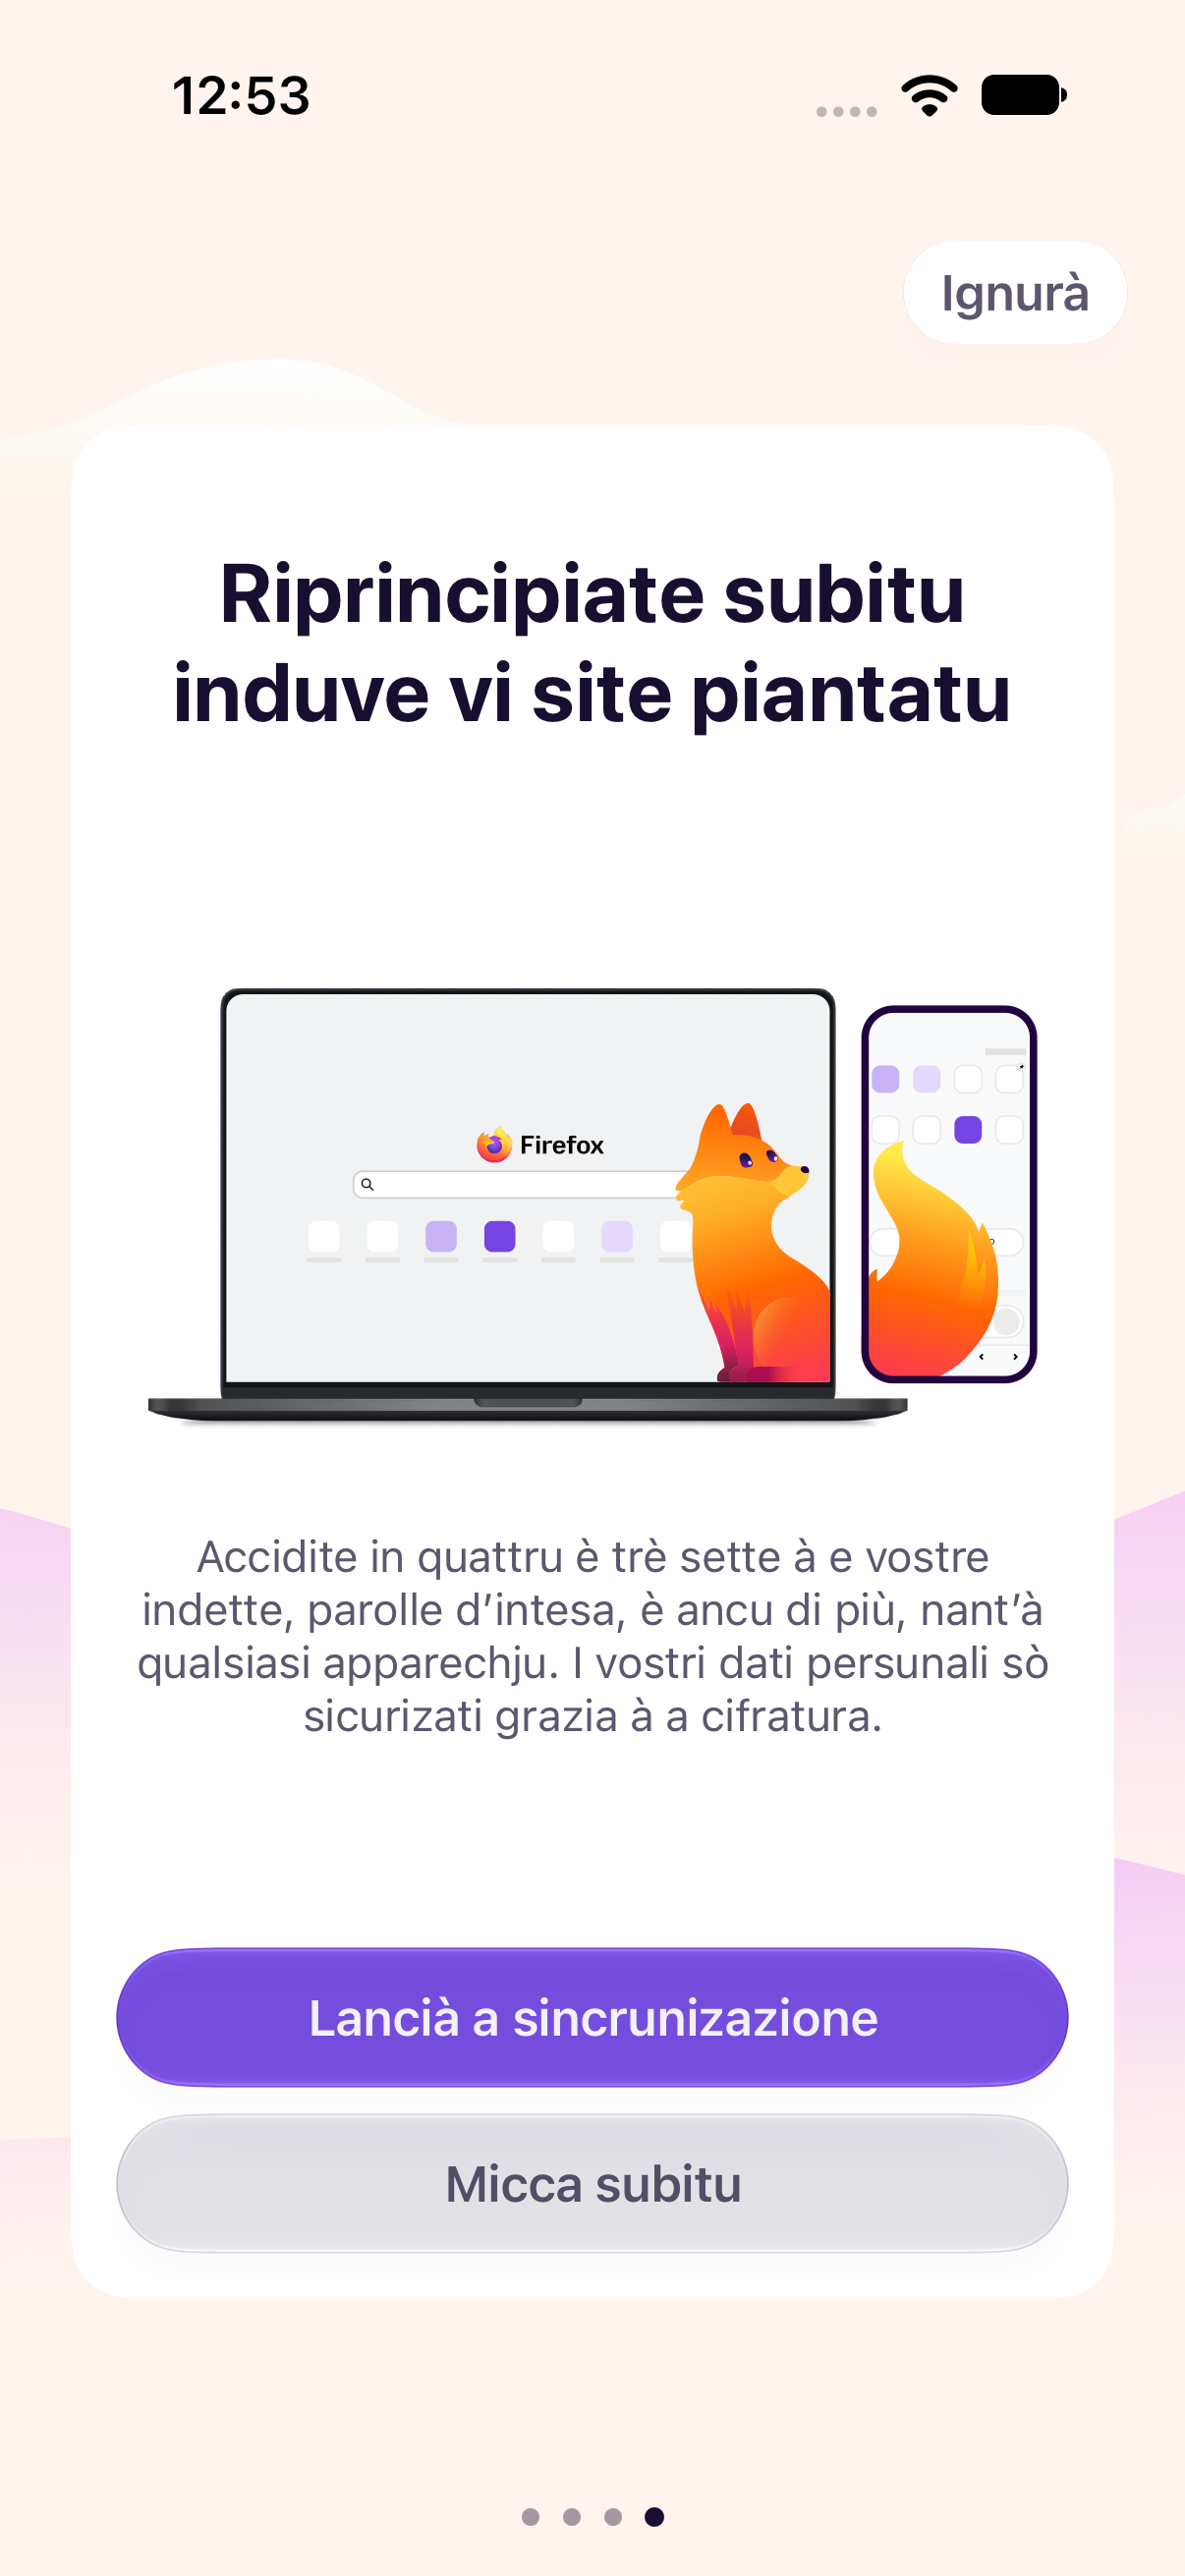 12:53
Ignurà
Riprincipiate subitu
induve vi site piantatu
Firefox
Accidite in quattru è trè sette à e vostre
indette, parolle d’intesa, è ancu di più, nant’à
qualsiasi apparechju. I vostri dati persunali sò
sicurizati grazia à a cifratura.
Lancià a sincrunizazione
Micca subitu